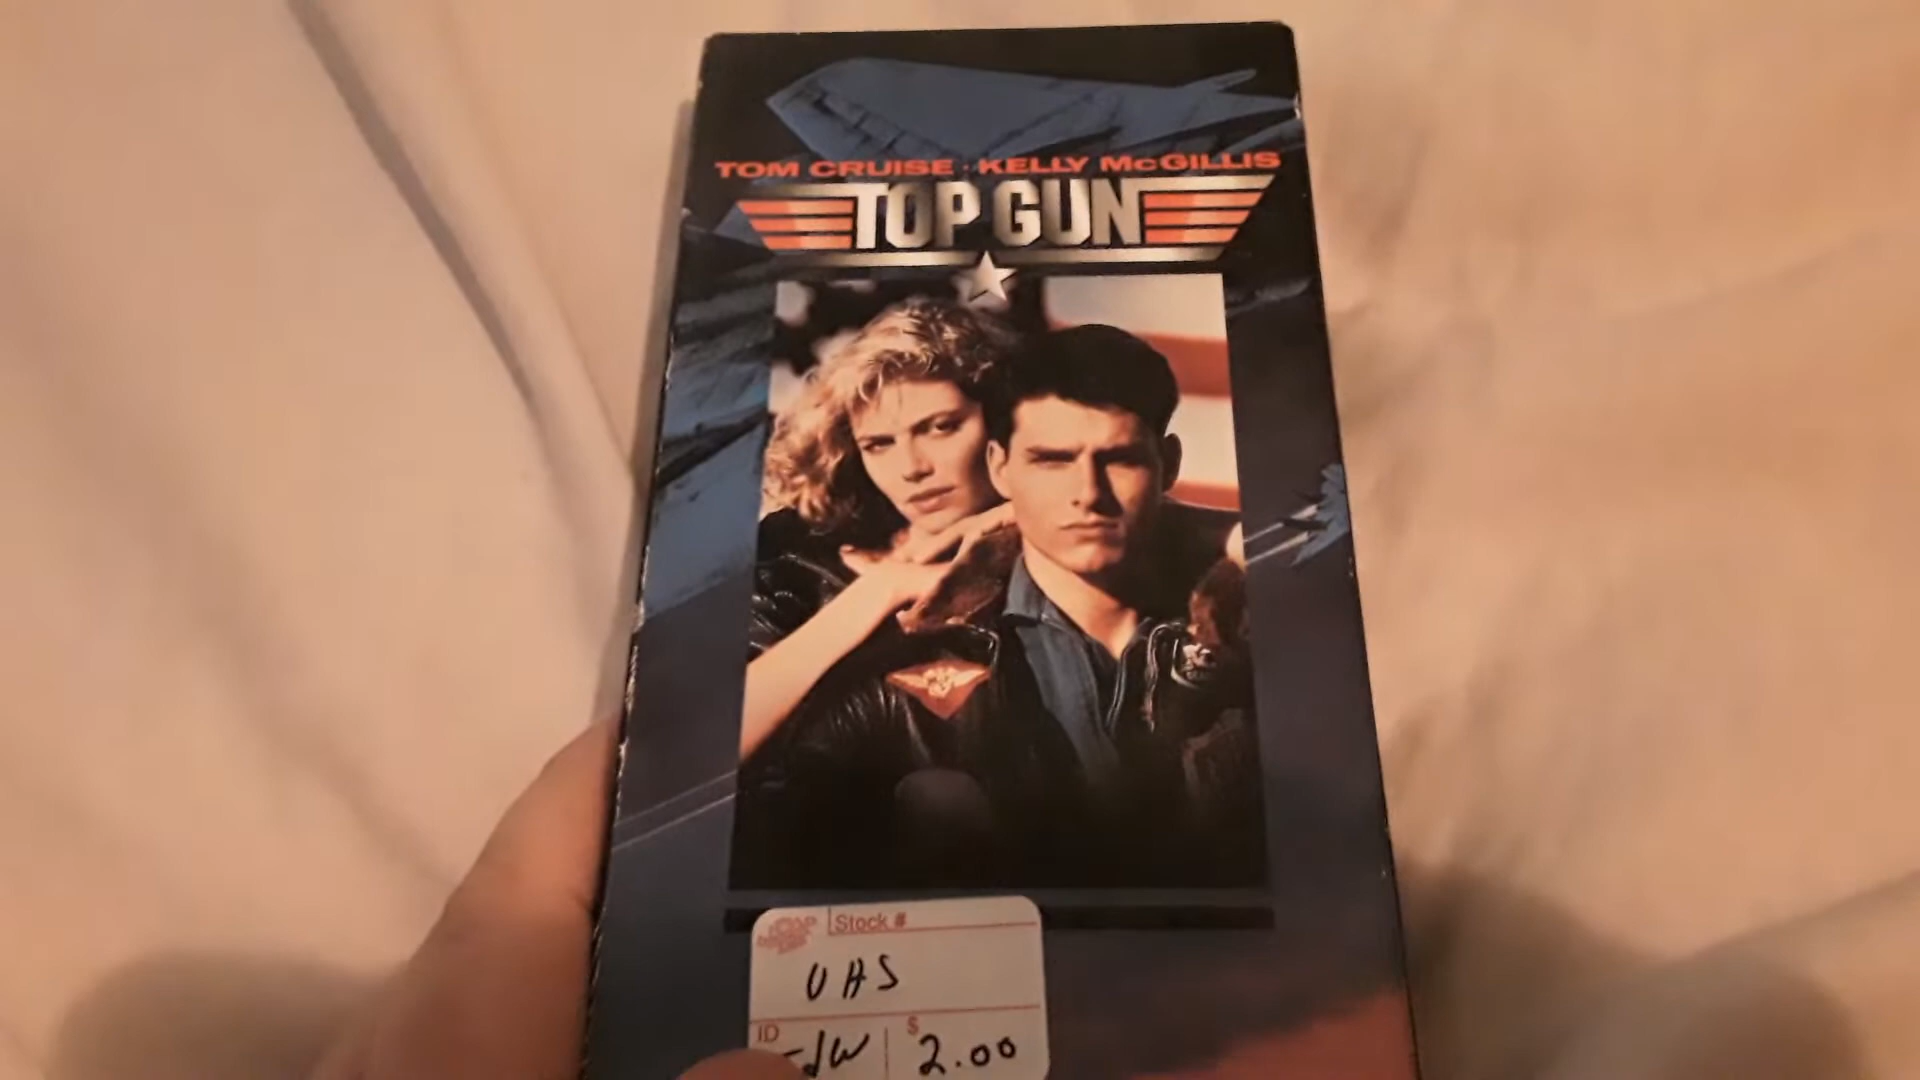 TOM CRUISE · KELLY McGILLIS
TOP GUN
Stock #
VHS
ID
$
2.00